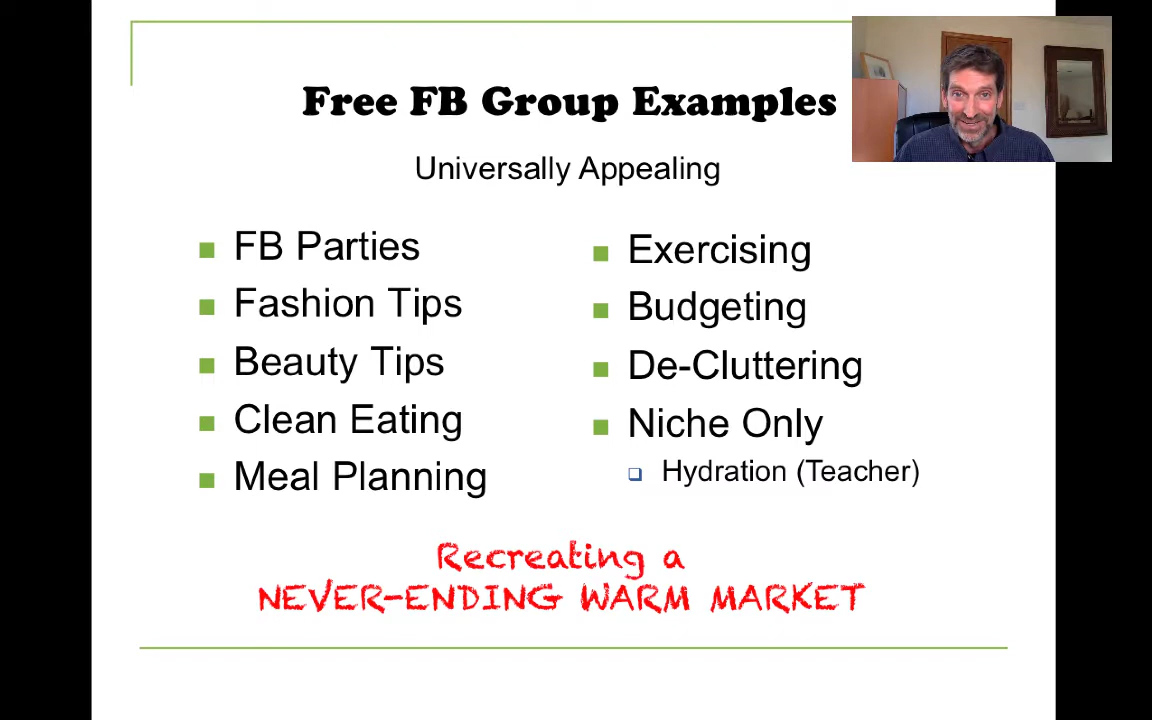 Free FB Group Examples
Universally Appealing
FB Parties
Fashion Tips
Beauty Tips
Clean Eating
Meal Planning
Exercising
Budgeting
De-Cluttering
Niche Only
Hydration (Teacher)
Recreating a
NEVER-ENDING WARM MARKET